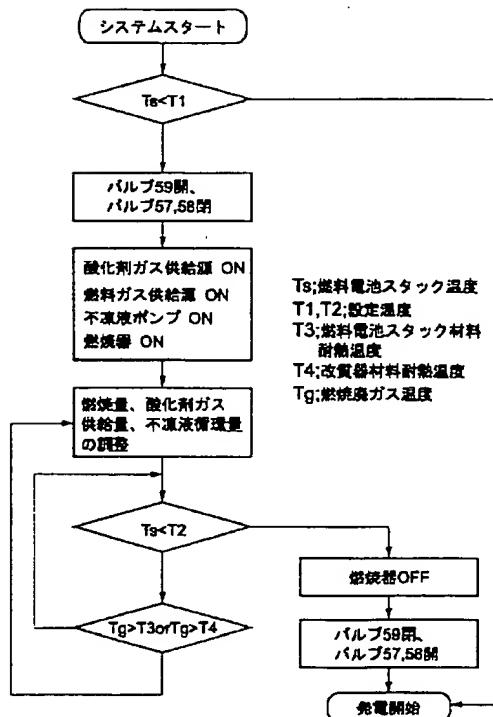 システムスタート
Ts<T1
バルブ59開、
バルブ57,58閉
酸化剤ガス供給源 ON
燃料ガス供給源 ON
不凍液ポンプ ON
燃焼器 ON
Ts;燃料電池スタック温度
T1,T2;設定温度
T3;燃料電池スタック材料
耐熱温度
T4;改質器材料耐熱温度
Tg;燃焼廃ガス温度
燃焼量、酸化剤ガス
供給量、不凍液循環量
の調整
Ts<T2
燃焼器OFF
Tg>T3orTg>T4
バルブ59閉、
バルブ57,58開
発電開始